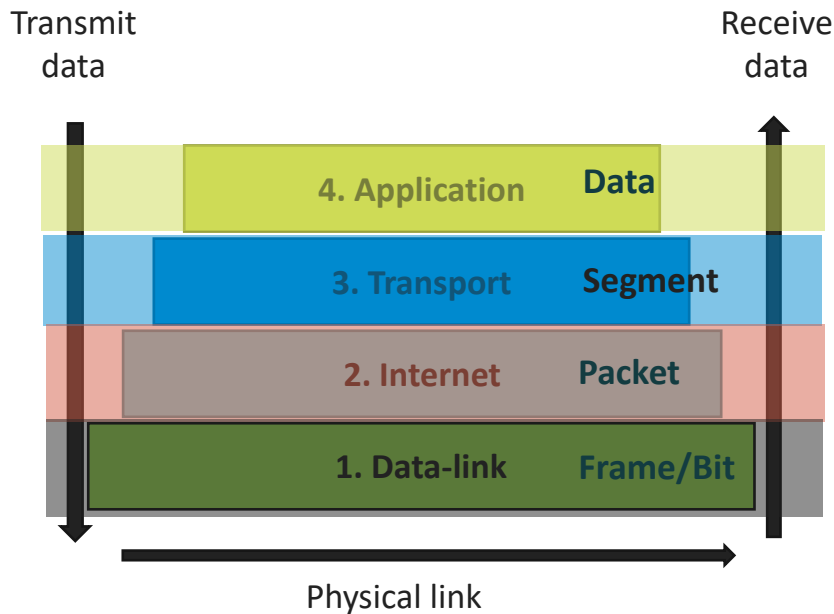 Transmit
data
Receive
data
4. Application Data
3. Transport Segment
2. Internet Packet
1. Data-link Frame/Bit
Physical link